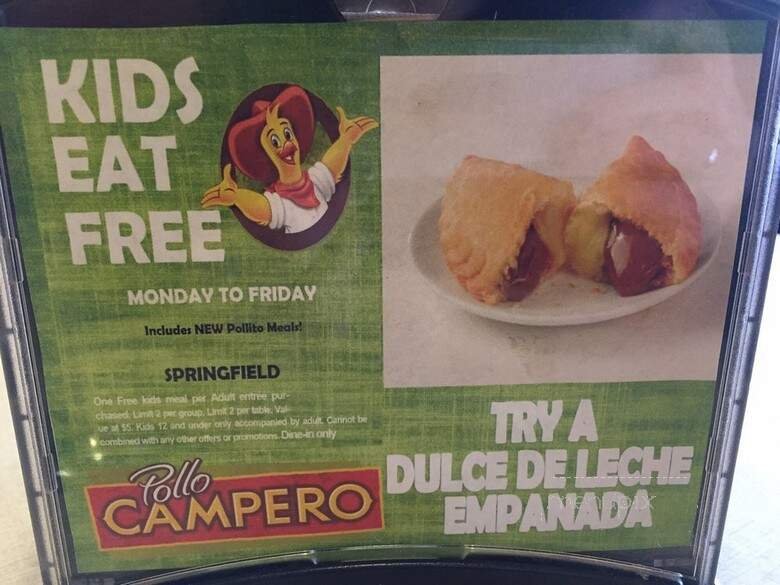 KIDS
EAT
FREE
MONDAY TO FRIDAY
Includes NEW Pollito Meals!
SPRINGFIELD
One Free kids meal per Adult entree pur-
chased. Limit 2 per group. Limit 2 per table. Val-
ue at $5. Kids 12 and under only accompanied by adult. Cannot be
combined with any other offers or promotions. Dine-in only
Pollo
CAMPERO
TRY A
DULCE DE LECHE
EMPANADA